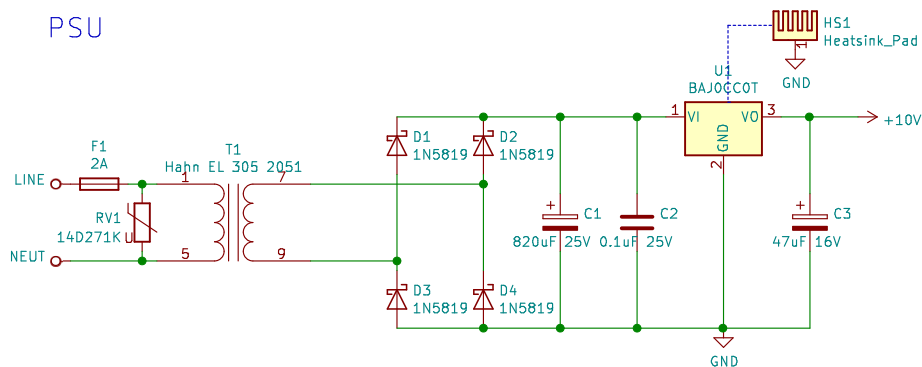 PSU
HS1
Heatsink_Pad
1
GND
U1
BAJ0CC0T
1
VI
VO
3
GND
2
+10V
D1
1N5819
D2
1N5819
F1
2A
T1
Hahn EL 305 2051
LINE
1
7
RV1
14D271K
U
NEUT
5
9
C1
820uF 25V
C2
0.1uF 25V
C3
47uF 16V
+
+
D3
1N5819
D4
1N5819
GND